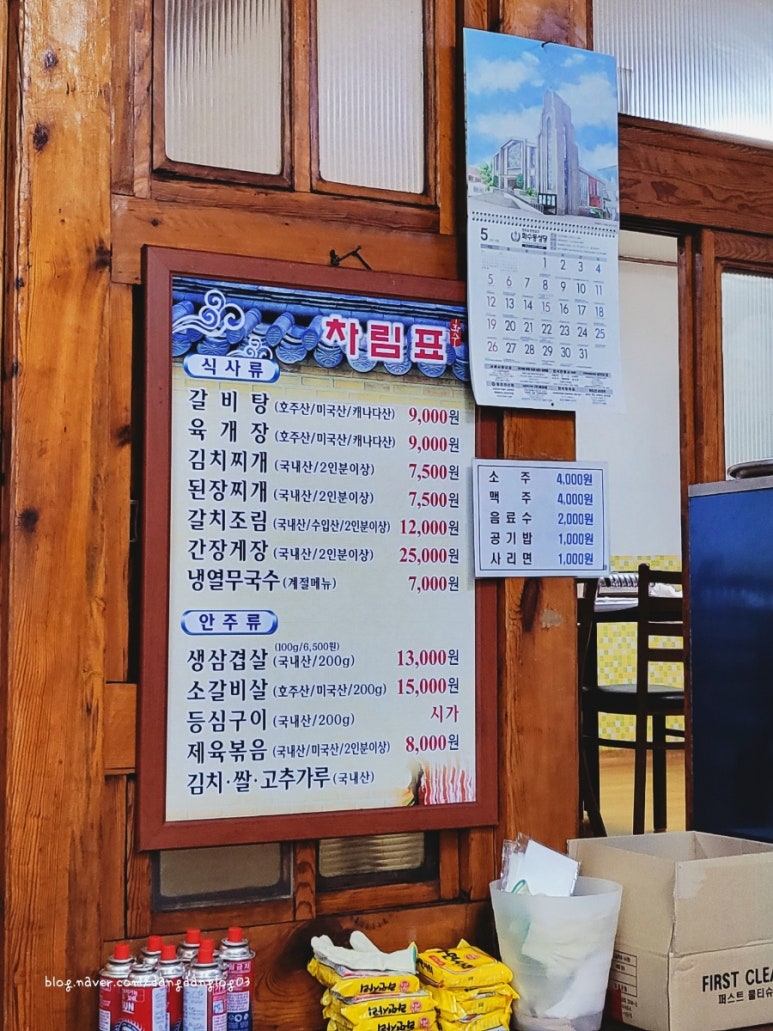 차림표
식사류
갈비탕 (호주산/미국산/캐나다산) 9,000원
육개장 (호주산/미국산/캐나다산) 9,000원
김치찌개 (국내산/2인분이상) 7,500원
된장찌개 (국내산/2인분이상) 7,500원
갈치조림 (국내산/수입산/2인분이상) 12,000원
간장게장 (국내산/2인분이상) 25,000원
냉열무국수 (계절메뉴) 7,000원
안주류
(100g/6,500원)
생삼겹살 (국내산/200g) 13,000원
소갈비살 (호주산/미국산/200g) 15,000원
등심구이 (국내산/200g) 시가
제육볶음 (국내산/미국산/2인분이상) 8,000원
김치·쌀·고추가루 (국내산)
5
화수동성당
1 2 3 4
5 6 7 8 9 10 11
12 13 14 15 16 17 18
19 20 21 22 23 24 25
26 27 28 29 30 31
소주 4,000원
맥주 4,000원
음료수 2,000원
공기밥 1,000원
사리면 1,000원
FIRST CLEA
퍼스트 물티슈
blog.naver.com/dangdanglog03